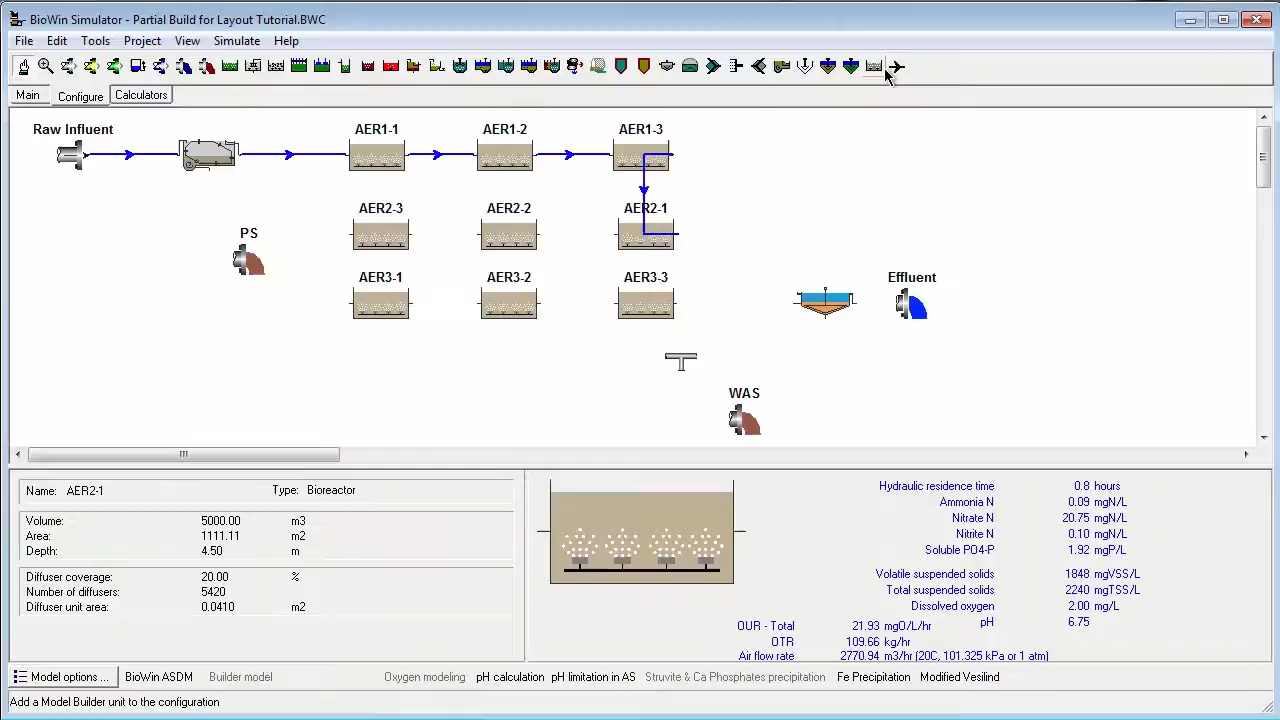 BioWin Simulator - Partial Build for Layout Tutorial.BWC
File Edit Tools Project View Simulate Help
Main Configure Calculators
Raw Influent AER1-1 AER1-2 AER1-3
AER2-3 AER2-2 AER2-1
PS
AER3-1 AER3-2 AER3-3 Effluent
WAS
Name: AER2-1 Type: Bioreactor
Volume: 5000.00 m3
Area: 1111.11 m2
Depth: 4.50 m
Diffuser coverage: 20.00 %
Number of diffusers: 5420
Diffuser unit area: 0.0410 m2
Hydraulic residence time 0.8 hours
Ammonia N 0.09 mgN/L
Nitrate N 20.75 mgN/L
Nitrite N 0.10 mgN/L
Soluble PO4-P 1.92 mgP/L
Volatile suspended solids 1848 mgVSS/L
Total suspended solids 2240 mgTSS/L
Dissolved oxygen 2.00 mg/L
pH 6.75
OUR - Total 21.93 mgO/L/hr
OTR 109.66 kg/hr
Air flow rate 2770.94 m3/hr (20C, 101.325 kPa or 1 atm)
Model options ... BioWin ASDM Builder model Oxygen modeling pH calculation pH limitation in AS Struvite & Ca Phosphates precipitation Fe Precipitation Modified Vesilind
Add a Model Builder unit to the configuration